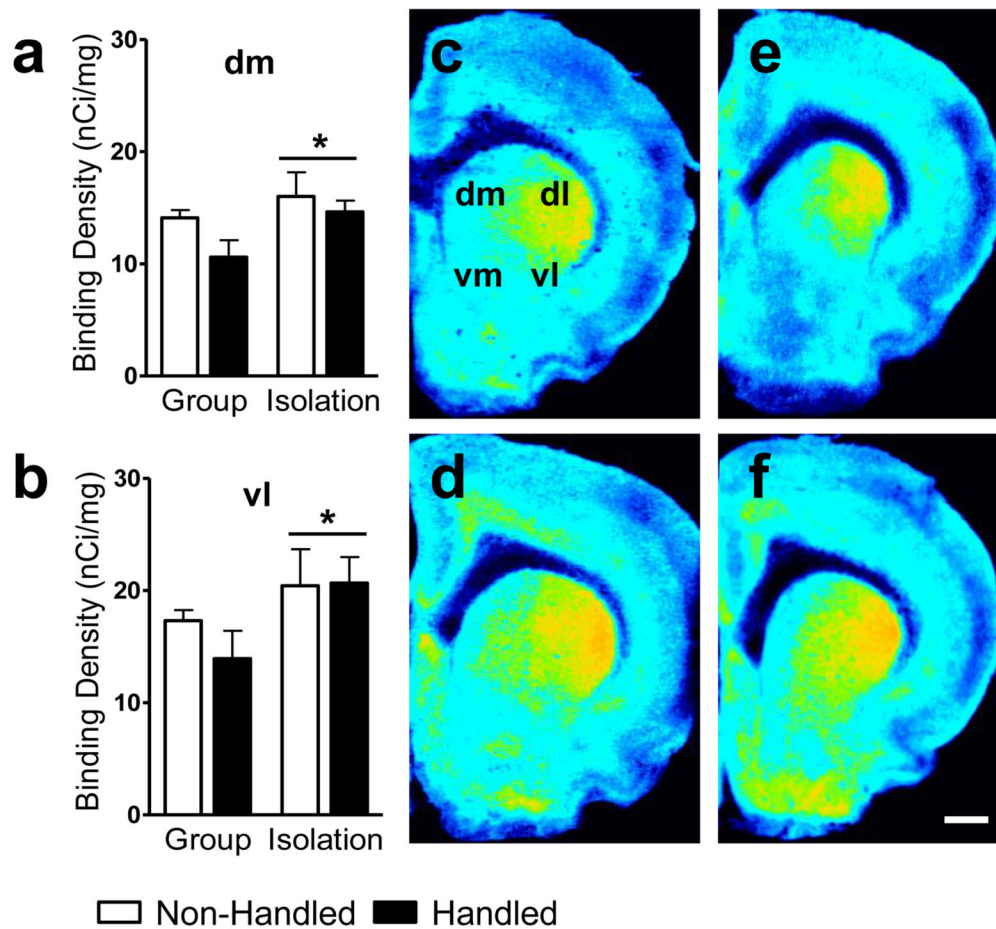 a
30
dm
Binding Density (nCi/mg)
20
*
10
0
Group Isolation
c
dm dl
vm vl
e
b
30
vl
Binding Density (nCi/mg)
20
*
10
0
Group Isolation
d
f
Non-Handled Handled